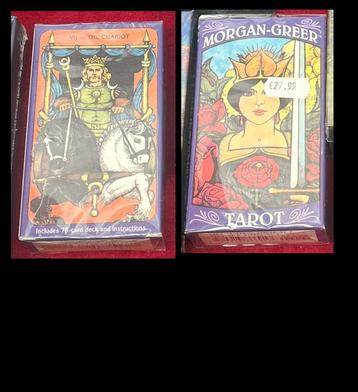 VII — THE CHARIOT
Includes 78-card deck and instructions.
MORGAN-GREER
€27,95
TAROT